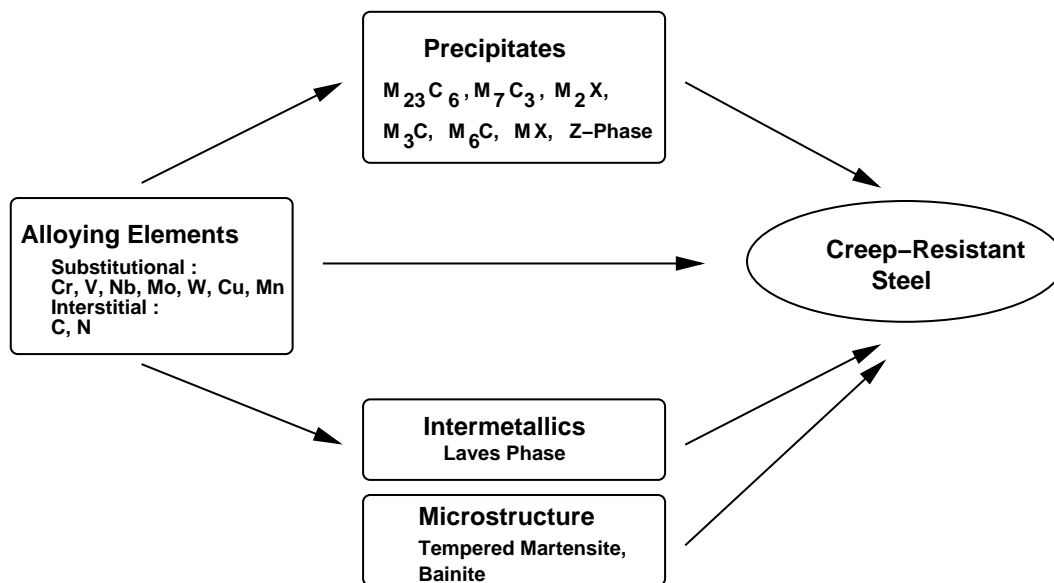 Precipitates
M23C6, M7C3, M2X,
M3C, M6C, MX, Z–Phase
Alloying Elements
Substitutional :
Cr, V, Nb, Mo, W, Cu, Mn
Interstitial :
C, N
Creep–Resistant
Steel
Intermetallics
Laves Phase
Microstructure
Tempered Martensite,
Bainite